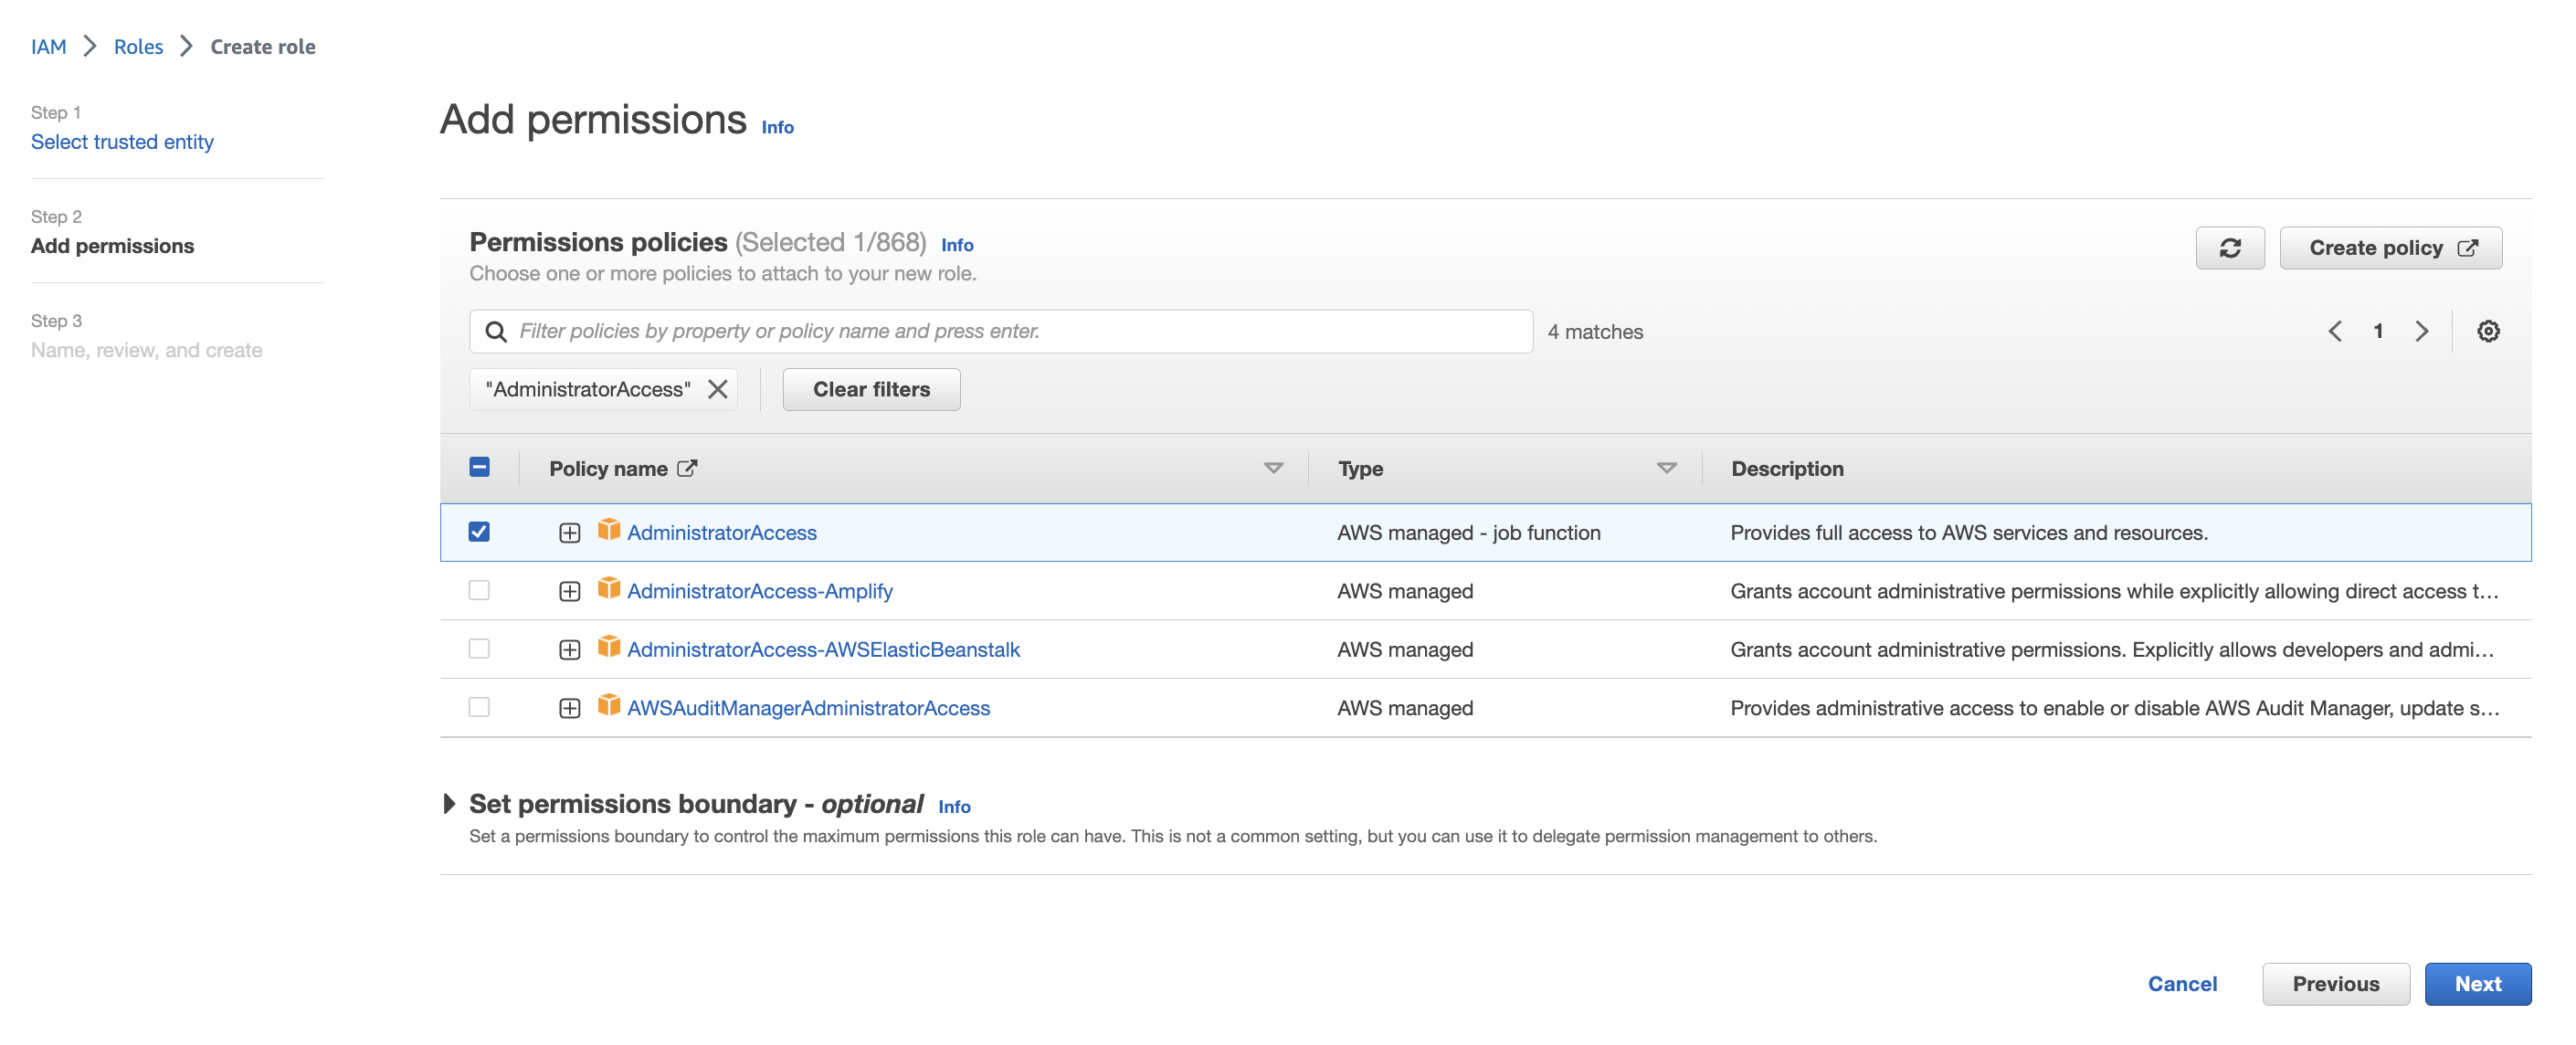 IAM > Roles > Create role
Step 1
Select trusted entity
Step 2
Add permissions
Step 3
Name, review, and create
Add permissions Info
Permissions policies (Selected 1/868) Info
Choose one or more policies to attach to your new role.
Create policy
Filter policies by property or policy name and press enter.
4 matches
1
"AdministratorAccess"
Clear filters
Policy name Type Description
AdministratorAccess AWS managed - job function Provides full access to AWS services and resources.
AdministratorAccess-Amplify AWS managed Grants account administrative permissions while explicitly allowing direct access t...
AdministratorAccess-AWSElasticBeanstalk AWS managed Grants account administrative permissions. Explicitly allows developers and admi...
AWSAuditManagerAdministratorAccess AWS managed Provides administrative access to enable or disable AWS Audit Manager, update s...
Set permissions boundary - optional Info
Set a permissions boundary to control the maximum permissions this role can have. This is not a common setting, but you can use it to delegate permission management to others.
Cancel Previous Next